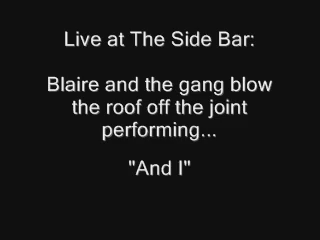 Live at The Side Bar:
Blaire and the gang blow
the roof off the joint
performing...
"And I"